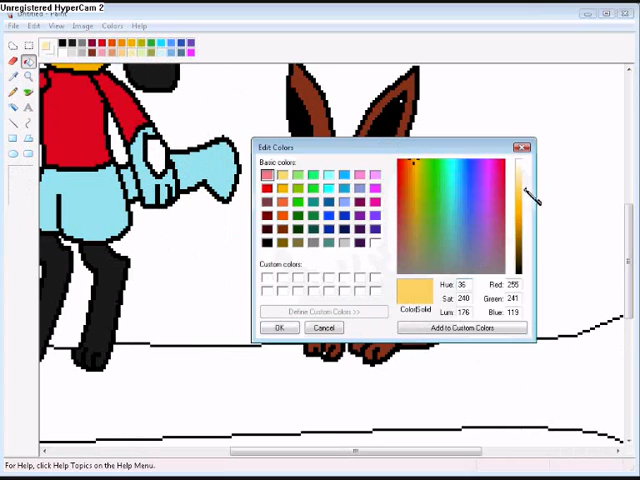 Unregistered HyperCam 2
Untitled - Paint
File Edit View Image Colors Help
Edit Colors
Basic colors:
Custom colors:
Define Custom Colors >>
OK Cancel
Color|Solid
Hue: 36 Red: 255
Sat: 240 Green: 241
Lum: 176 Blue: 119
Add to Custom Colors
For Help, click Help Topics on the Help Menu.